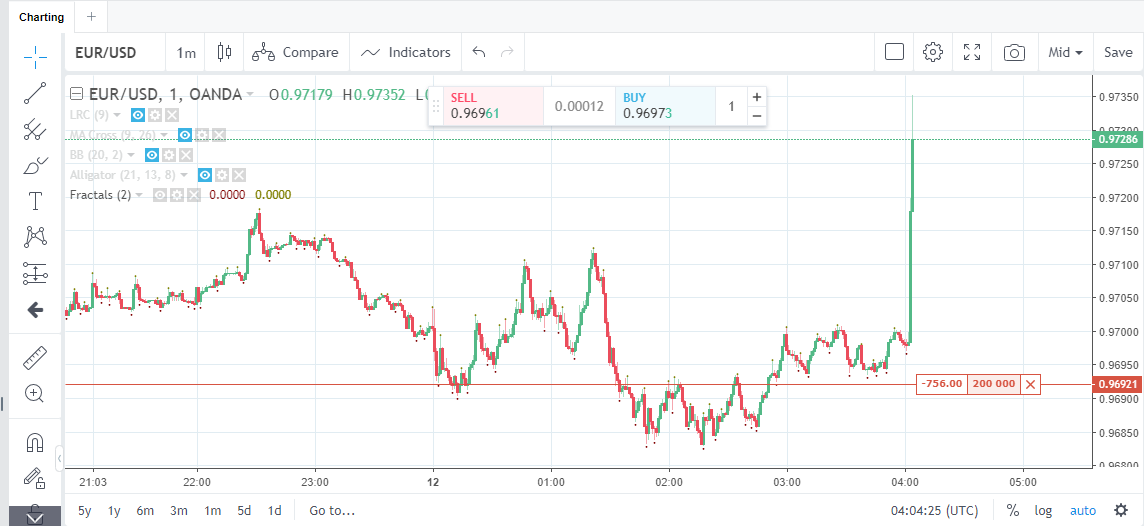 Charting +
EUR/USD 1m Compare Indicators Mid Save
EUR/USD, 1, OANDA O0.97179 H0.97352
SELL
0.96961
0.00012
BUY
0.96973
1 + −
LRC (9)
MA Cross (9, 26)
BB (20, 2)
Alligator (21, 13, 8)
Fractals (2) 0.0000 0.0000
0.97350
0.97286
0.97250
0.97200
0.97150
0.97100
0.97050
0.97000
0.96950
-756.00 200 000 × 0.96921
0.96900
0.96850
0.96800
21:03 22:00 23:00 12 01:00 02:00 03:00 04:00 05:00
5y 1y 6m 3m 1m 5d 1d Go to... 04:04:25 (UTC) % log auto